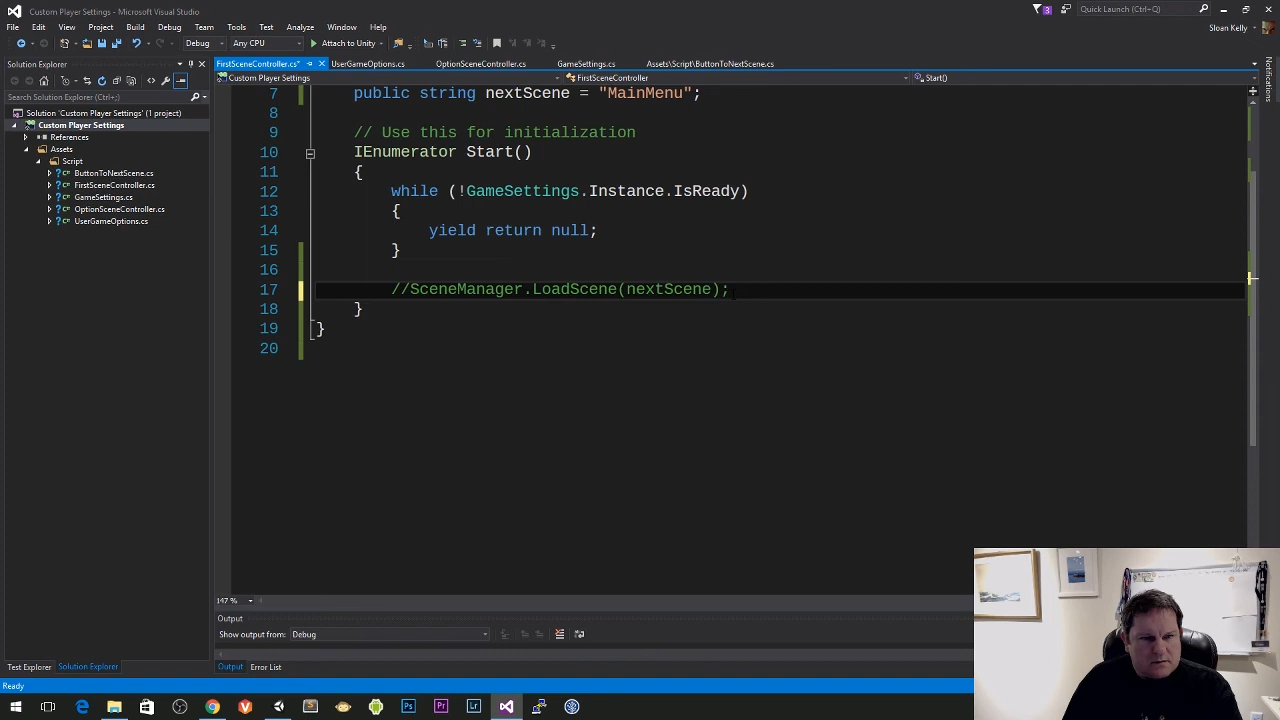 Custom Player Settings - Microsoft Visual Studio
3
Quick Launch (Ctrl+Q)
File Edit View Project Build Debug Team Tools Test Analyze Window Help
Sloan Kelly
Debug Any CPU Attach to Unity
Solution Explorer
FirstSceneController.cs* UserGameOptions.cs OptionSceneController.cs GameSettings.cs Assets\Script\ButtonToNextScene.cs
Custom Player Settings FirstSceneController Start()
Search Solution Explorer (Ctrl+;)
Solution 'Custom Player Settings' (1 project)
Custom Player Settings
References
Assets
Script
ButtonToNextScene.cs
FirstSceneController.cs
GameSettings.cs
OptionSceneController.cs
UserGameOptions.cs
7 public string nextScene = "MainMenu";
8
9 // Use this for initialization
10 IEnumerator Start()
11 {
12 while (!GameSettings.Instance.IsReady)
13 {
14 yield return null;
15 }
16
17 //SceneManager.LoadScene(nextScene);
18 }
19 }
20
147 %
Output
Show output from: Debug
Test Explorer Solution Explorer Output Error List
Ready
Notifications
Ps Pr Lr